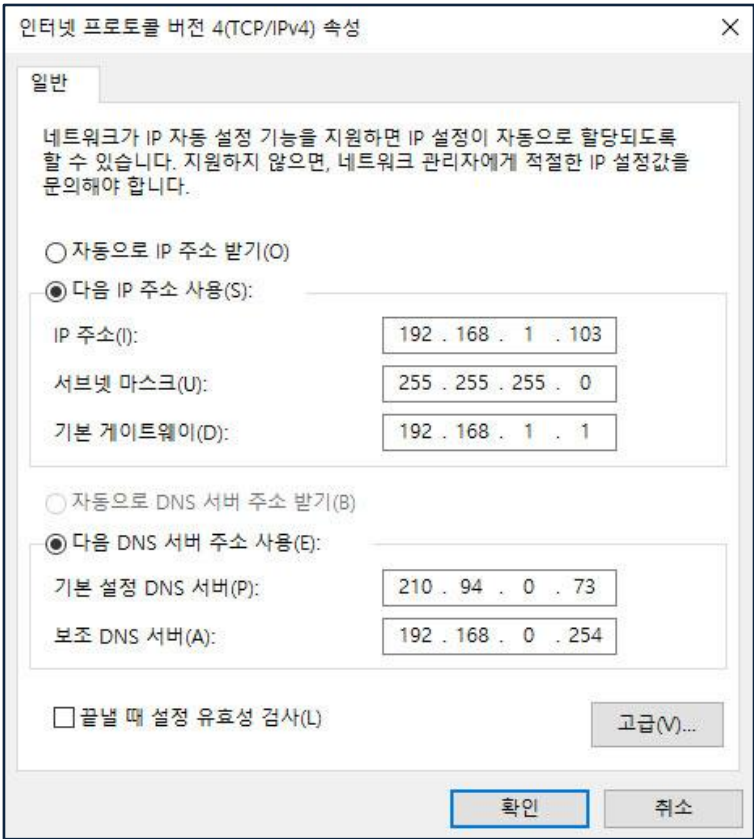 인터넷 프로토콜 버전 4(TCP/IPv4) 속성
일반
네트워크가 IP 자동 설정 기능을 지원하면 IP 설정이 자동으로 할당되도록
할 수 있습니다. 지원하지 않으면, 네트워크 관리자에게 적절한 IP 설정값을
문의해야 합니다.
자동으로 IP 주소 받기(O)
다음 IP 주소 사용(S):
IP 주소(I): 192 . 168 . 1 . 103
서브넷 마스크(U): 255 . 255 . 255 . 0
기본 게이트웨이(D): 192 . 168 . 1 . 1
자동으로 DNS 서버 주소 받기(B)
다음 DNS 서버 주소 사용(E):
기본 설정 DNS 서버(P): 210 . 94 . 0 . 73
보조 DNS 서버(A): 192 . 168 . 0 . 254
끝낼 때 설정 유효성 검사(L)
고급(V)...
확인 취소